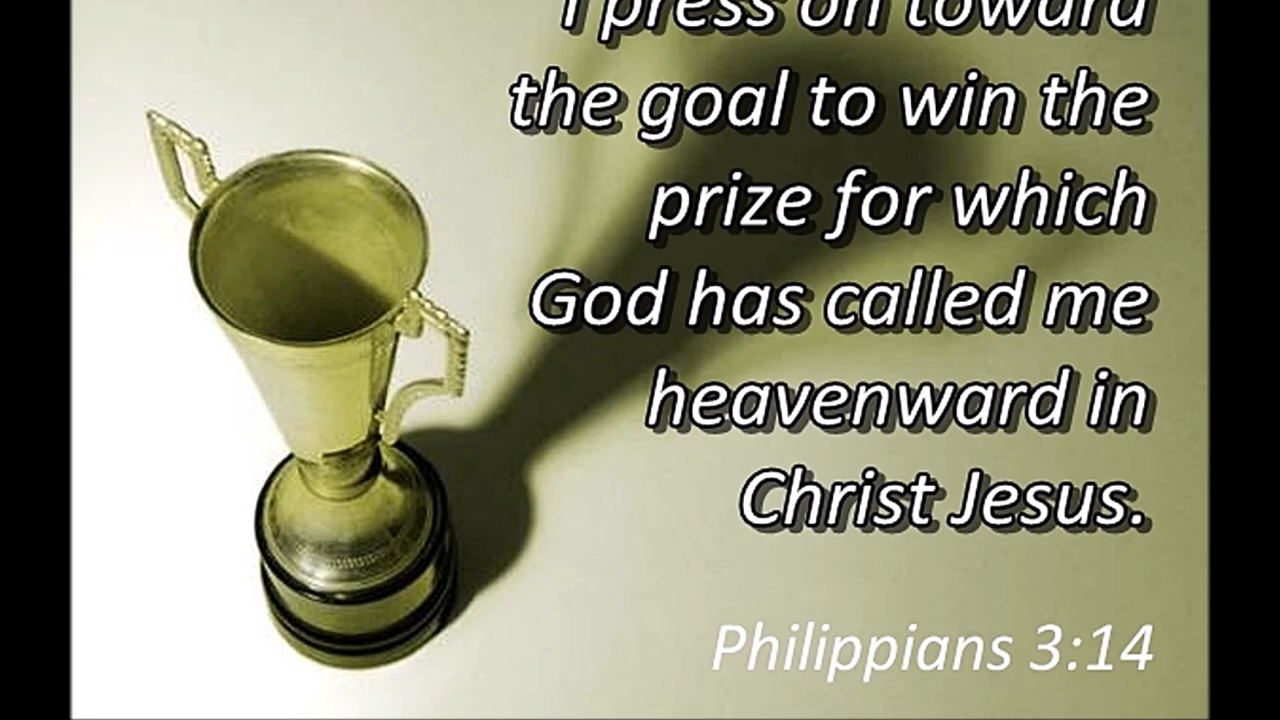 I press on toward
the goal to win the
prize for which
God has called me
heavenward in
Christ Jesus.
Philippians 3:14